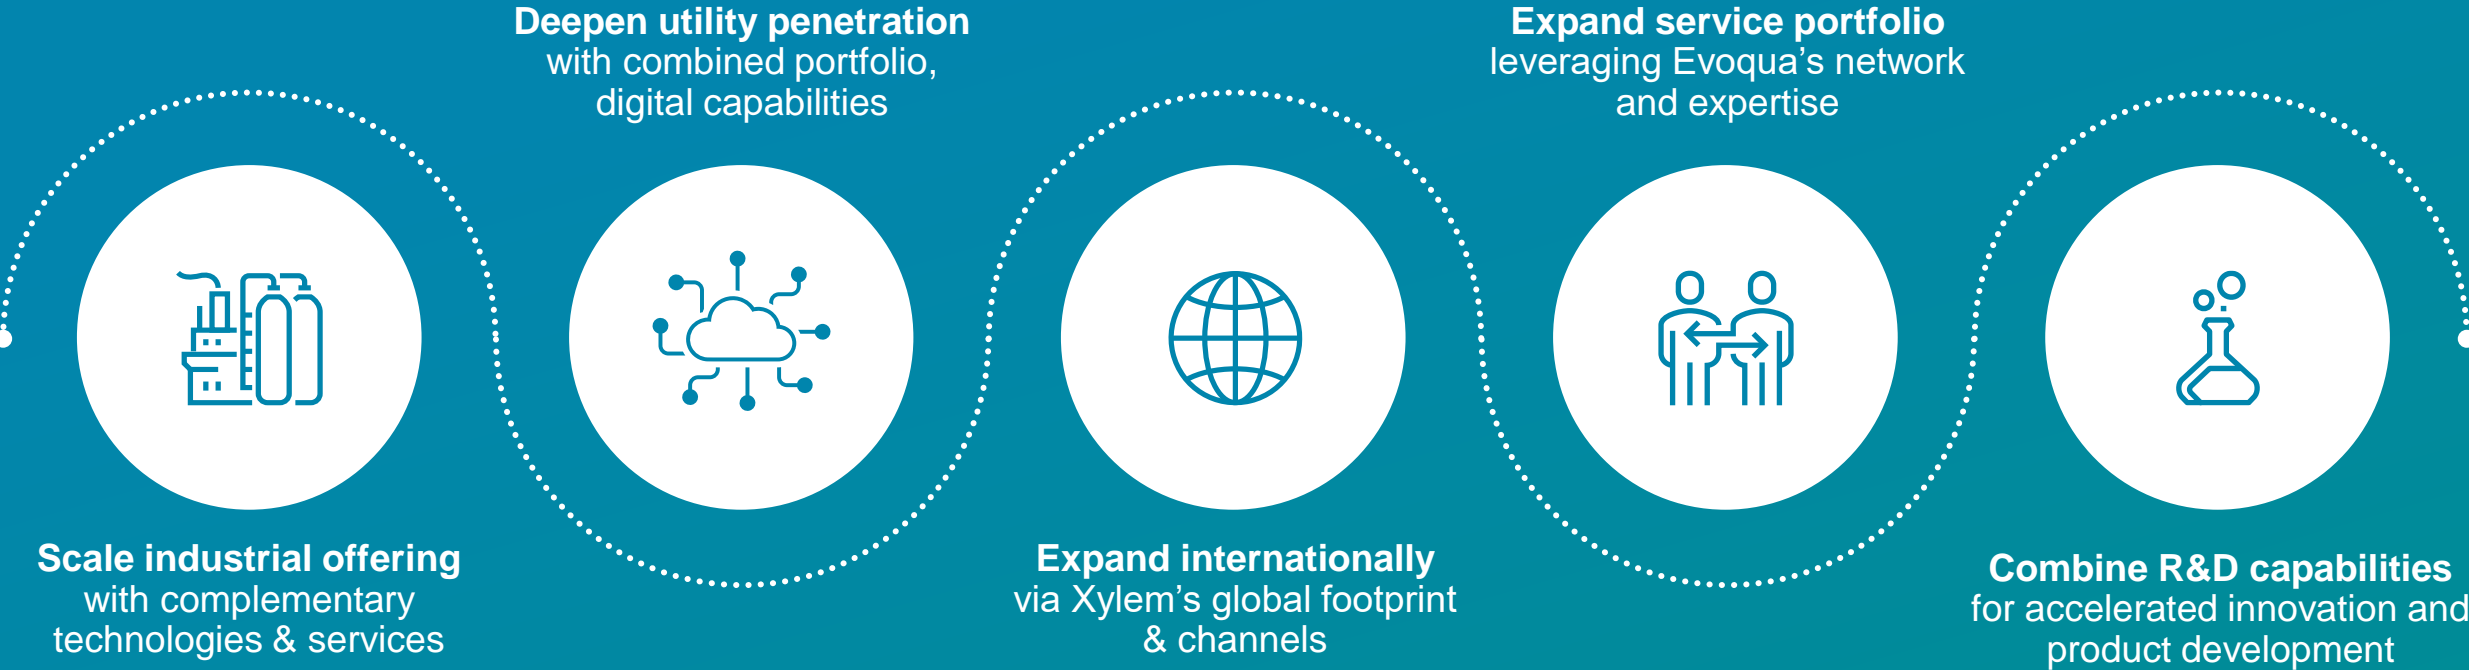 Deepen utility penetration
with combined portfolio,
digital capabilities
Expand service portfolio
leveraging Evoqua’s network
and expertise
Scale industrial offering
with complementary
technologies & services
Expand internationally
via Xylem’s global footprint
& channels
Combine R&D capabilities
for accelerated innovation and
product development